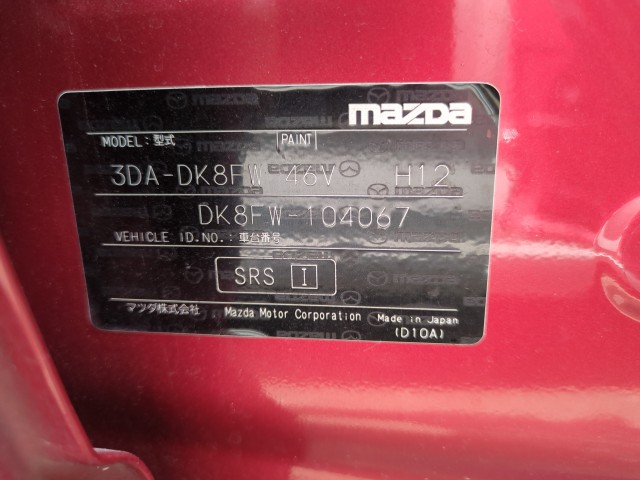 mazda
MODEL: 型式 PAINT
3DA-DK8FW 46V H12
DK8FW-104067
VEHICLE ID.NO.: 車台番号
SRS I
マツダ株式会社 Mazda Motor Corporation Made in Japan
(D10A)